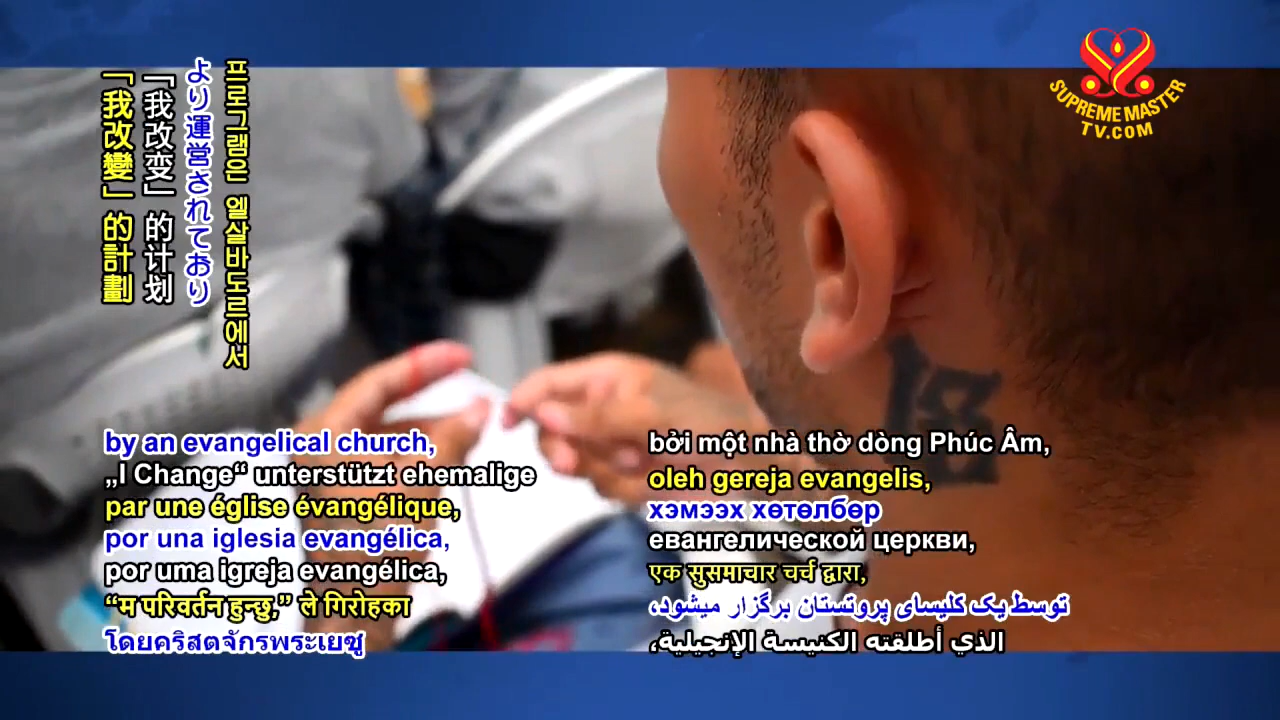 「我改變」的計劃
「我改变」的计划
より運営されており
프로그램은 엘살바도르에서
SUPREME MASTER
TV.COM
by an evangelical church,
„I Change“ unterstützt ehemalige
par une église évangélique,
por una iglesia evangélica,
por uma igreja evangélica,
“म परिवर्तन हुन्छु,” ले गिरोहका
โดยคริสตจักรพระเยซู
bởi một nhà thờ dòng Phúc Âm,
oleh gereja evangelis,
хэмээх хөтөлбөр
евангелической церкви,
एक सुसमाचार चर्च द्वारा,
توسط یک کلیسای پروتستان برگزار میشود،
الذي أطلقته الكنيسة الإنجيلية،